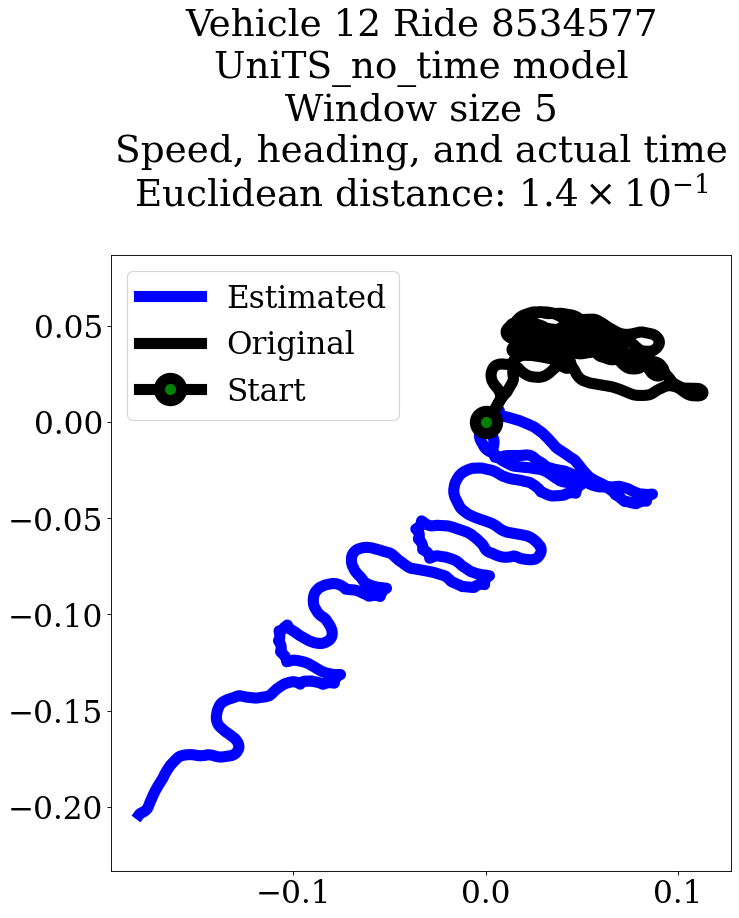 Vehicle 12 Ride 8534577
UniTS_no_time model
Window size 5
Speed, heading, and actual time
Euclidean distance: 1.4 × 10⁻¹
Estimated
Original
Start
0.05
0.00
−0.05
−0.10
−0.15
−0.20
−0.1
0.0
0.1